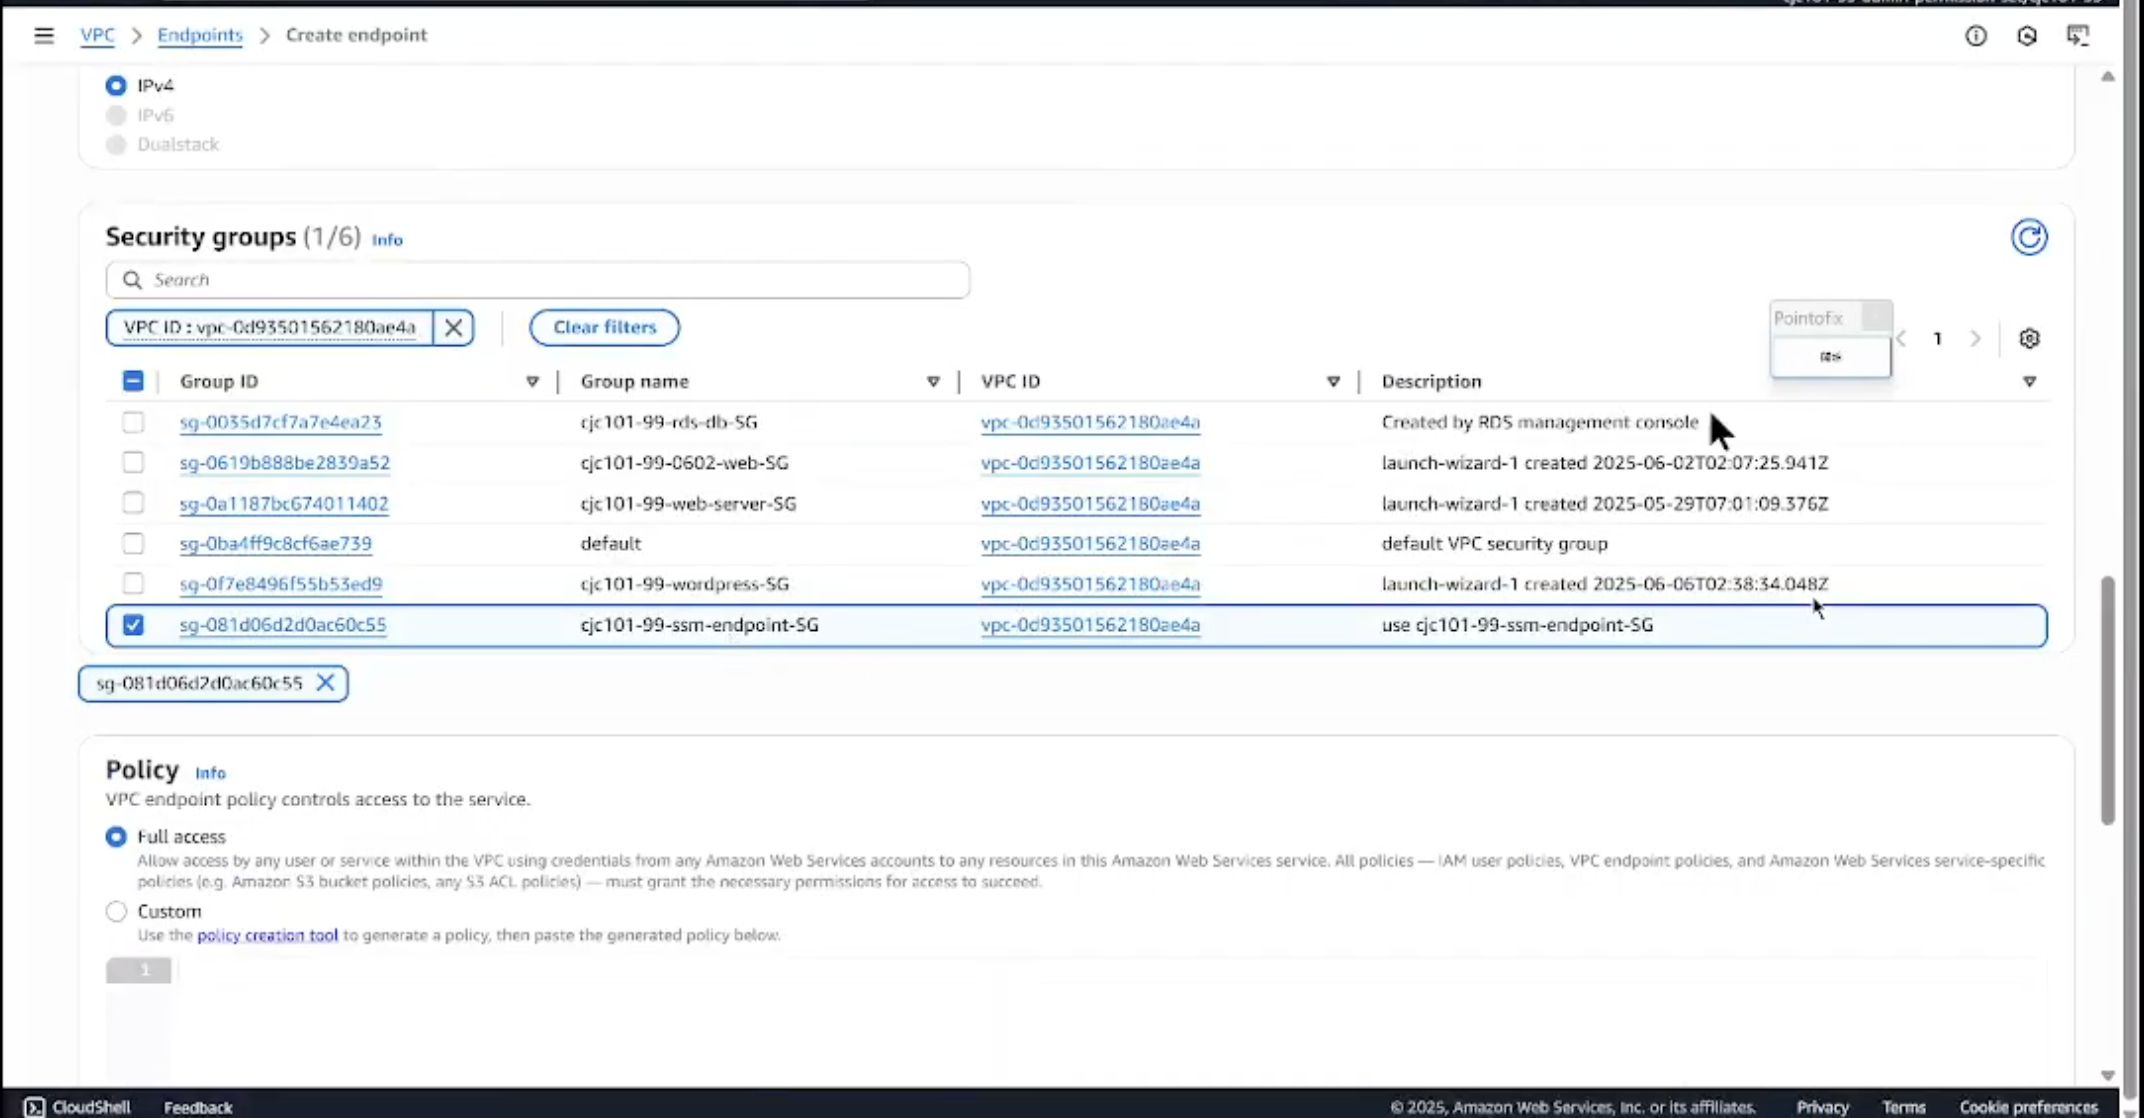 VPC > Endpoints > Create endpoint
IPv4
IPv6
Dualstack
Security groups (1/6) Info
Search
VPC ID : vpc-0d93501562180ae4a
Clear filters
Pointofix
1
Group ID Group name VPC ID Description
sg-0035d7cf7a7e4ea23 cjc101-99-rds-db-SG vpc-0d93501562180ae4a Created by RDS management console
sg-0619b888be2839a52 cjc101-99-0602-web-SG vpc-0d93501562180ae4a launch-wizard-1 created 2025-06-02T02:07:25.941Z
sg-0a1187bc674011402 cjc101-99-web-server-SG vpc-0d93501562180ae4a launch-wizard-1 created 2025-05-29T07:01:09.376Z
sg-0ba4ff9c8cf6ae739 default vpc-0d93501562180ae4a default VPC security group
sg-0f7e8496f55b53ed9 cjc101-99-wordpress-SG vpc-0d93501562180ae4a launch-wizard-1 created 2025-06-06T02:38:34.048Z
sg-081d06d2d0ac60c55 cjc101-99-ssm-endpoint-SG vpc-0d93501562180ae4a use cjc101-99-ssm-endpoint-SG
sg-081d06d2d0ac60c55
Policy Info
VPC endpoint policy controls access to the service.
Full access
Allow access by any user or service within the VPC using credentials from any Amazon Web Services accounts to any resources in this Amazon Web Services service. All policies — IAM user policies, VPC endpoint policies, and Amazon Web Services service-specific
policies (e.g. Amazon S3 bucket policies, any S3 ACL policies) — must grant the necessary permissions for access to succeed.
Custom
Use the policy creation tool to generate a policy, then paste the generated policy below.
1
CloudShell Feedback © 2025, Amazon Web Services, Inc. or its affiliates. Privacy Terms Cookie preferences